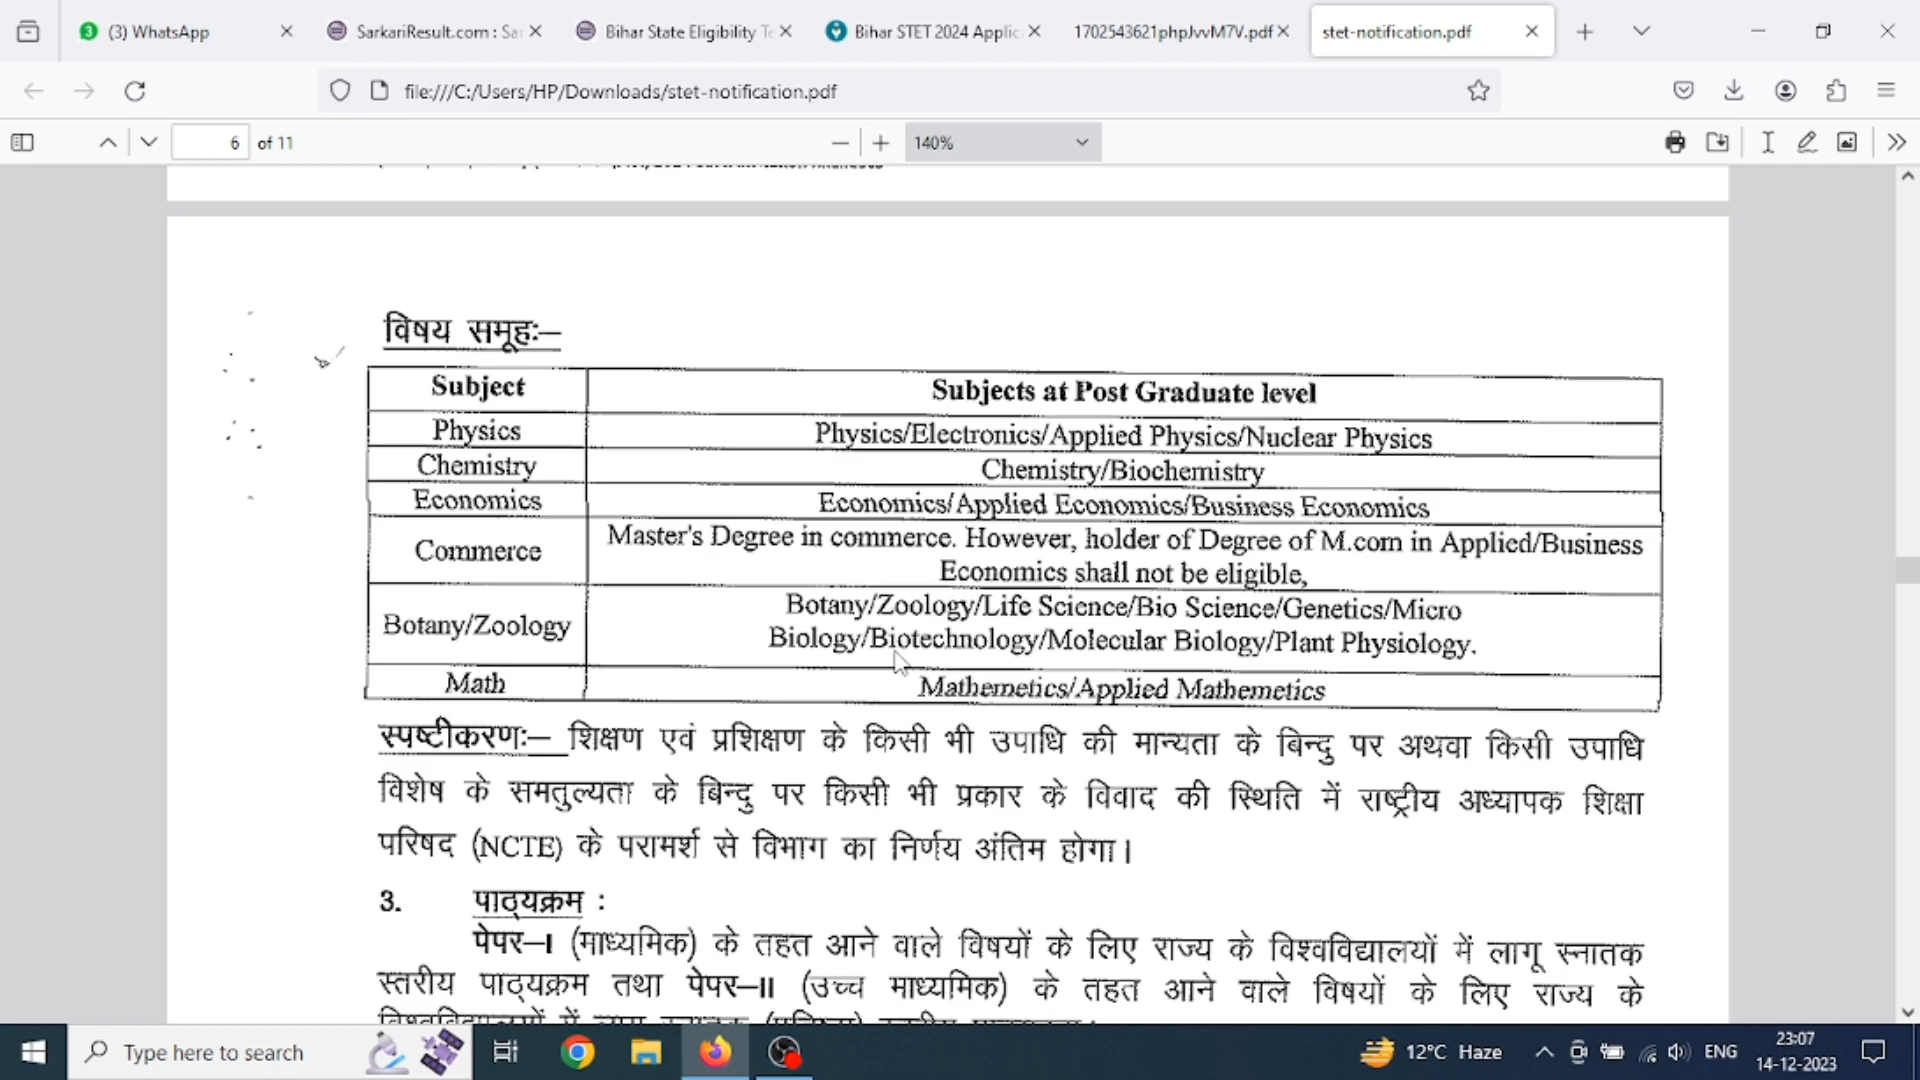 (3) WhatsApp
SarkariResult.com : Sar
Bihar State Eligibility Te
Bihar STET 2024 Applic
1702543621phpJvvM7V.pdf
stet-notification.pdf
file:///C:/Users/HP/Downloads/stet-notification.pdf
6 of 11
140%
विषय समूहः—
Subject Subjects at Post Graduate level
Physics Physics/Electronics/Applied Physics/Nuclear Physics
Chemistry Chemistry/Biochemistry
Economics Economics/Applied Economics/Business Economics
Commerce Master's Degree in commerce. However, holder of Degree of M.com in Applied/Business
Economics shall not be eligible,
Botany/Zoology Botany/Zoology/Life Science/Bio Science/Genetics/Micro
Biology/Biotechnology/Molecular Biology/Plant Physiology.
Math Mathemetics/Applied Mathemetics
स्पष्टीकरणः— शिक्षण एवं प्रशिक्षण के किसी भी उपाधि की मान्यता के बिन्दु पर अथवा किसी उपाधि
विशेष के समतुल्यता के बिन्दु पर किसी भी प्रकार के विवाद की स्थिति में राष्ट्रीय अध्यापक शिक्षा
परिषद (NCTE) के परामर्श से विभाग का निर्णय अंतिम होगा।
3. पाठ्यक्रम :
पेपर—I (माध्यमिक) के तहत आने वाले विषयों के लिए राज्य के विश्वविद्यालयों में लागू स्नातक
स्तरीय पाठ्यक्रम तथा पेपर—II (उच्च माध्यमिक) के तहत आने वाले विषयों के लिए राज्य के
Type here to search
12°C Haze
ENG
23:07
14-12-2023